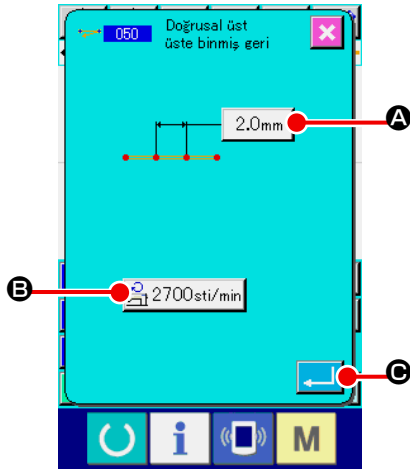 050
Doğrusal üst
üste binmiş geri
2.0mm
A
B
2700sti/min
C
i
M